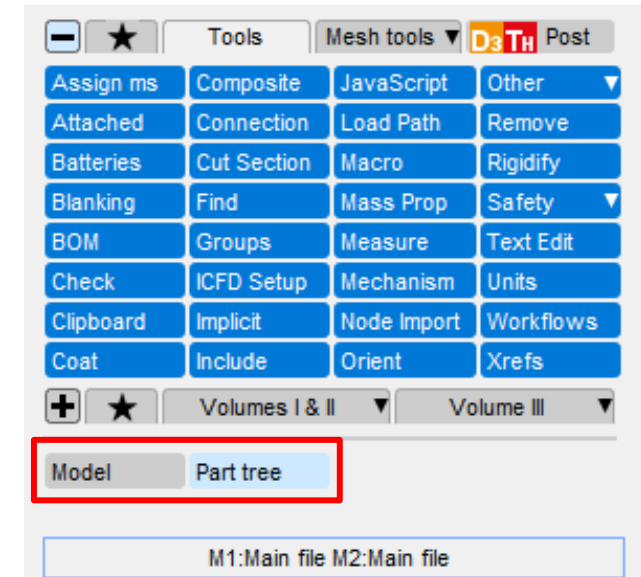 ★ Tools Mesh tools ▼ D3 TH Post
Assign ms Composite JavaScript Other ▼
Attached Connection Load Path Remove
Batteries Cut Section Macro Rigidify
Blanking Find Mass Prop Safety ▼
BOM Groups Measure Text Edit
Check ICFD Setup Mechanism Units
Clipboard Implicit Node Import Workflows
Coat Include Orient Xrefs
★ Volumes I & II ▼ Volume III ▼
Model Part tree
M1:Main file M2:Main file